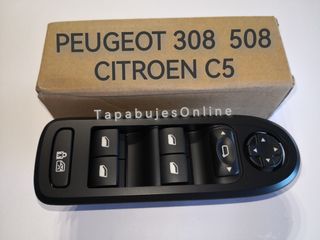 PEUGEOT 308 508
CITROEN C5
TapabujesOnline